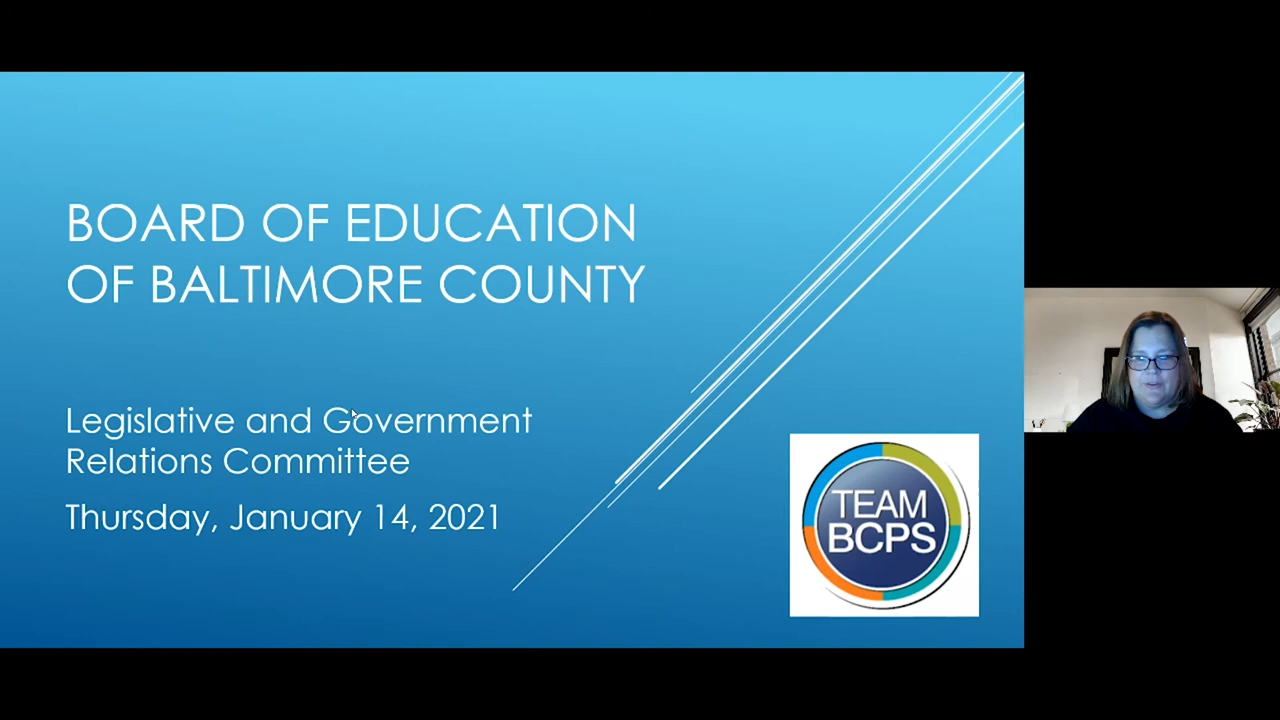 BOARD OF EDUCATION
OF BALTIMORE COUNTY
Legislative and Government
Relations Committee
Thursday, January 14, 2021
TEAM
BCPS